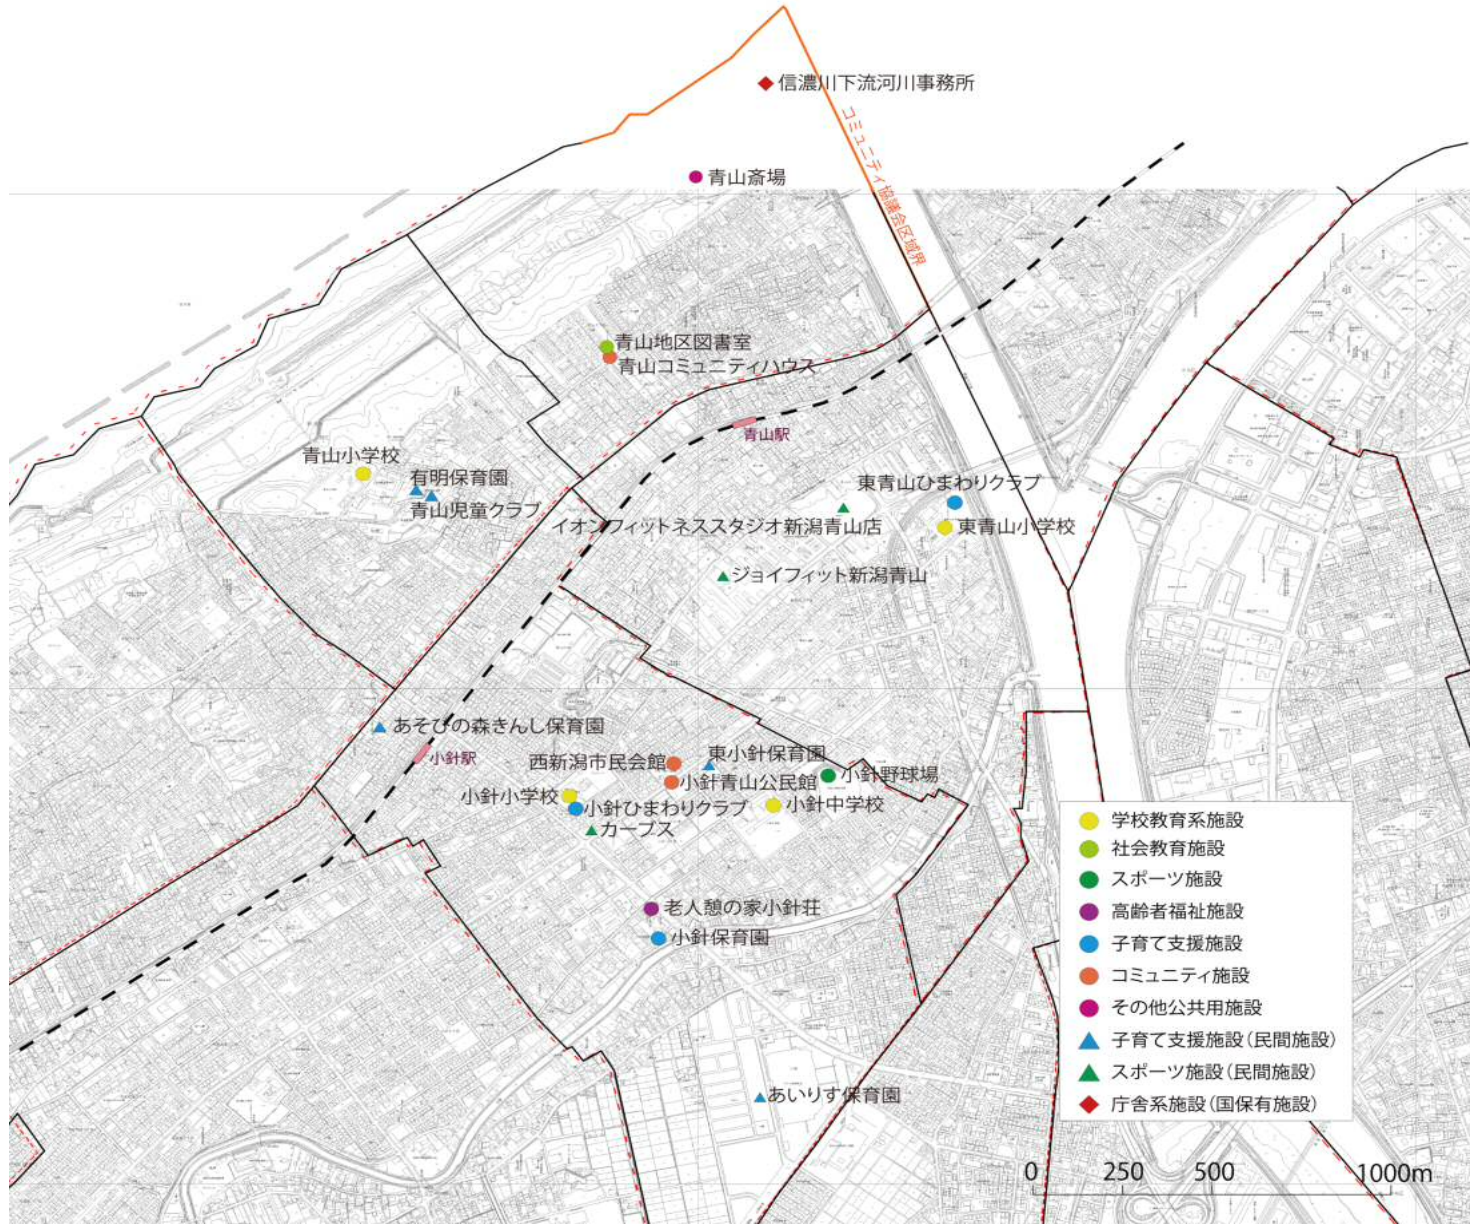 信濃川下流河川事務所
コミュニティ協議会区域界
青山斎場
青山地区図書室
青山コミュニティハウス
青山駅
青山小学校
有明保育園
青山児童クラブ
東青山ひまわりクラブ
イオンフィットネススタジオ新潟青山店
東青山小学校
ジョイフィット新潟青山
あそびの森きんし保育園
小針駅
西新潟市民会館
東小針保育園
小針青山公民館
小針野球場
小針小学校
小針ひまわりクラブ
小針中学校
カーブス
老人憩の家小針荘
小針保育園
あいりす保育園
学校教育系施設
社会教育施設
スポーツ施設
高齢者福祉施設
子育て支援施設
コミュニティ施設
その他公共用施設
子育て支援施設(民間施設)
スポーツ施設(民間施設)
庁舎系施設(国保有施設)
0 250 500 1000m